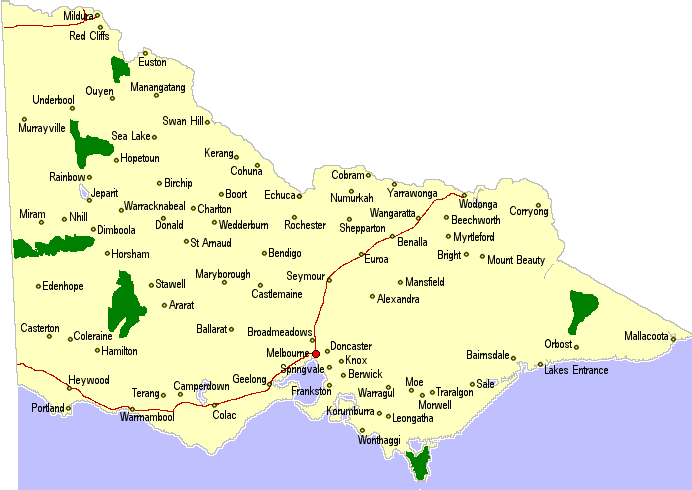 Mildura
Red Cliffs
Euston
Ouyen
Manangatang
Underbool
Murrayville
Swan Hill
Sea Lake
Hopetoun
Kerang
Cohuna
Rainbow
Birchip
Cobram
Yarrawonga
Jeparit
Boort
Echuca
Numurkah
Wodonga
Warracknabeal
Charlton
Wangaratta
Corryong
Miram
Nhill
Donald
Wedderburn
Rochester
Shepparton
Beechworth
Dimboola
St Arnaud
Benalla
Myrtleford
Horsham
Bendigo
Euroa
Bright
Mount Beauty
Edenhope
Stawell
Maryborough
Seymour
Mansfield
Castlemaine
Ararat
Alexandra
Casterton
Coleraine
Ballarat
Broadmeadows
Orbost
Mallacoota
Hamilton
Melbourne
Doncaster
Knox
Bairnsdale
Springvale
Lakes Entrance
Heywood
Camperdown
Geelong
Berwick
Terang
Frankston
Warragul
Moe
Traralgon
Sale
Morwell
Portland
Warrnambool
Colac
Korumburra
Leongatha
Wonthaggi